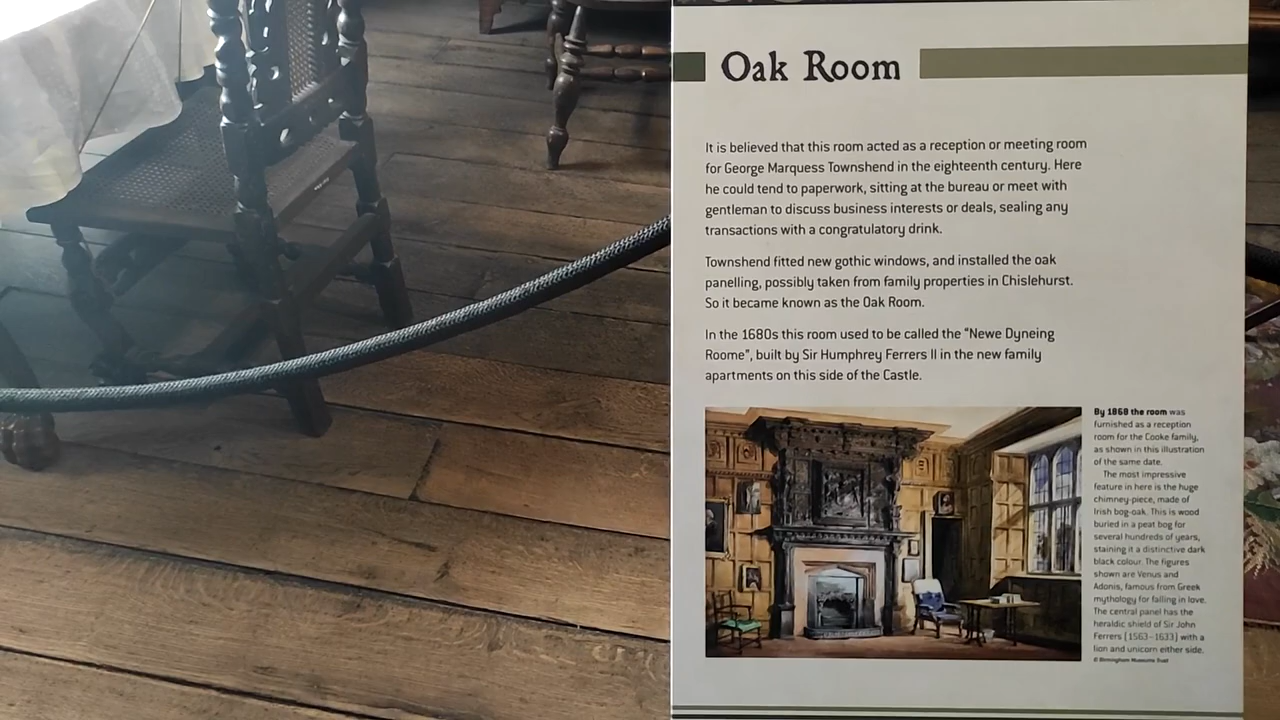 Oak Room
It is believed that this room acted as a reception or meeting room
for George Marquess Townshend in the eighteenth century. Here
he could tend to paperwork, sitting at the bureau or meet with
gentleman to discuss business interests or deals, sealing any
transactions with a congratulatory drink.
Townshend fitted new gothic windows, and installed the oak
panelling, possibly taken from family properties in Chislehurst.
So it became known as the Oak Room.
In the 1680s this room used to be called the “Newe Dyneing
Roome”, built by Sir Humphrey Ferrers II in the new family
apartments on this side of the Castle.
By 1868 the room was
furnished as a reception
room for the Cooke family,
as shown in this illustration
of the same date.
The most impressive
feature in here is the huge
chimney-piece, made of
Irish bog-oak. This is wood
buried in a peat bog for
several hundreds of years,
staining it a distinctive dark
black colour. The figures
shown are Venus and
Adonis, famous from Greek
mythology for falling in love.
The central panel has the
heraldic shield of Sir John
Ferrers (1563–1633) with a
lion and unicorn either side.
© Birmingham Museums Trust